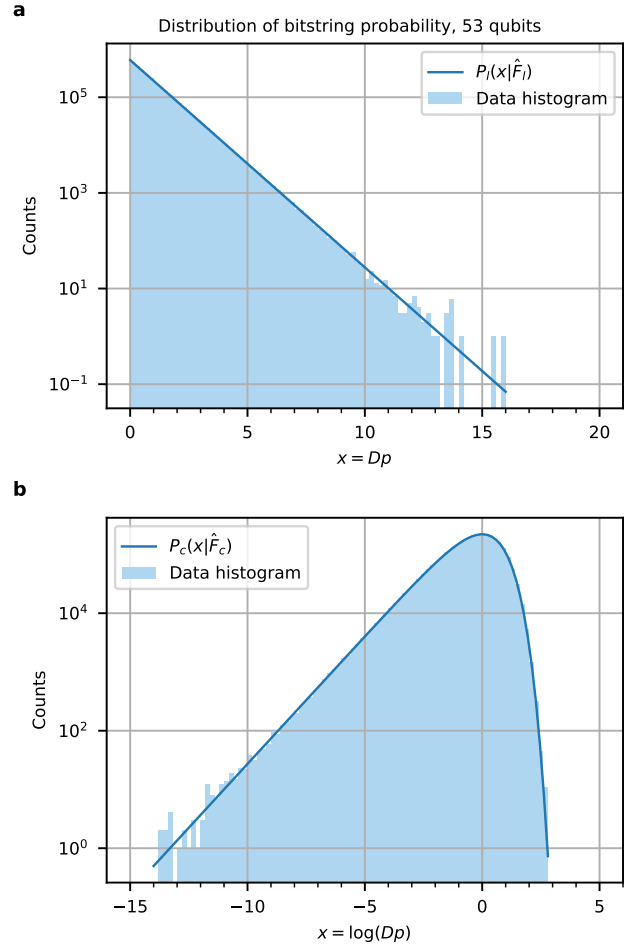 a
Distribution of bitstring probability, 53 qubits
P_l(x|F̂_l)
Data histogram
10^5
10^3
10^1
10^−1
Counts
0 5 10 15 20
x = Dp
b
P_c(x|F̂_c)
Data histogram
10^4
10^2
10^0
Counts
−15 −10 −5 0 5
x = log(Dp)